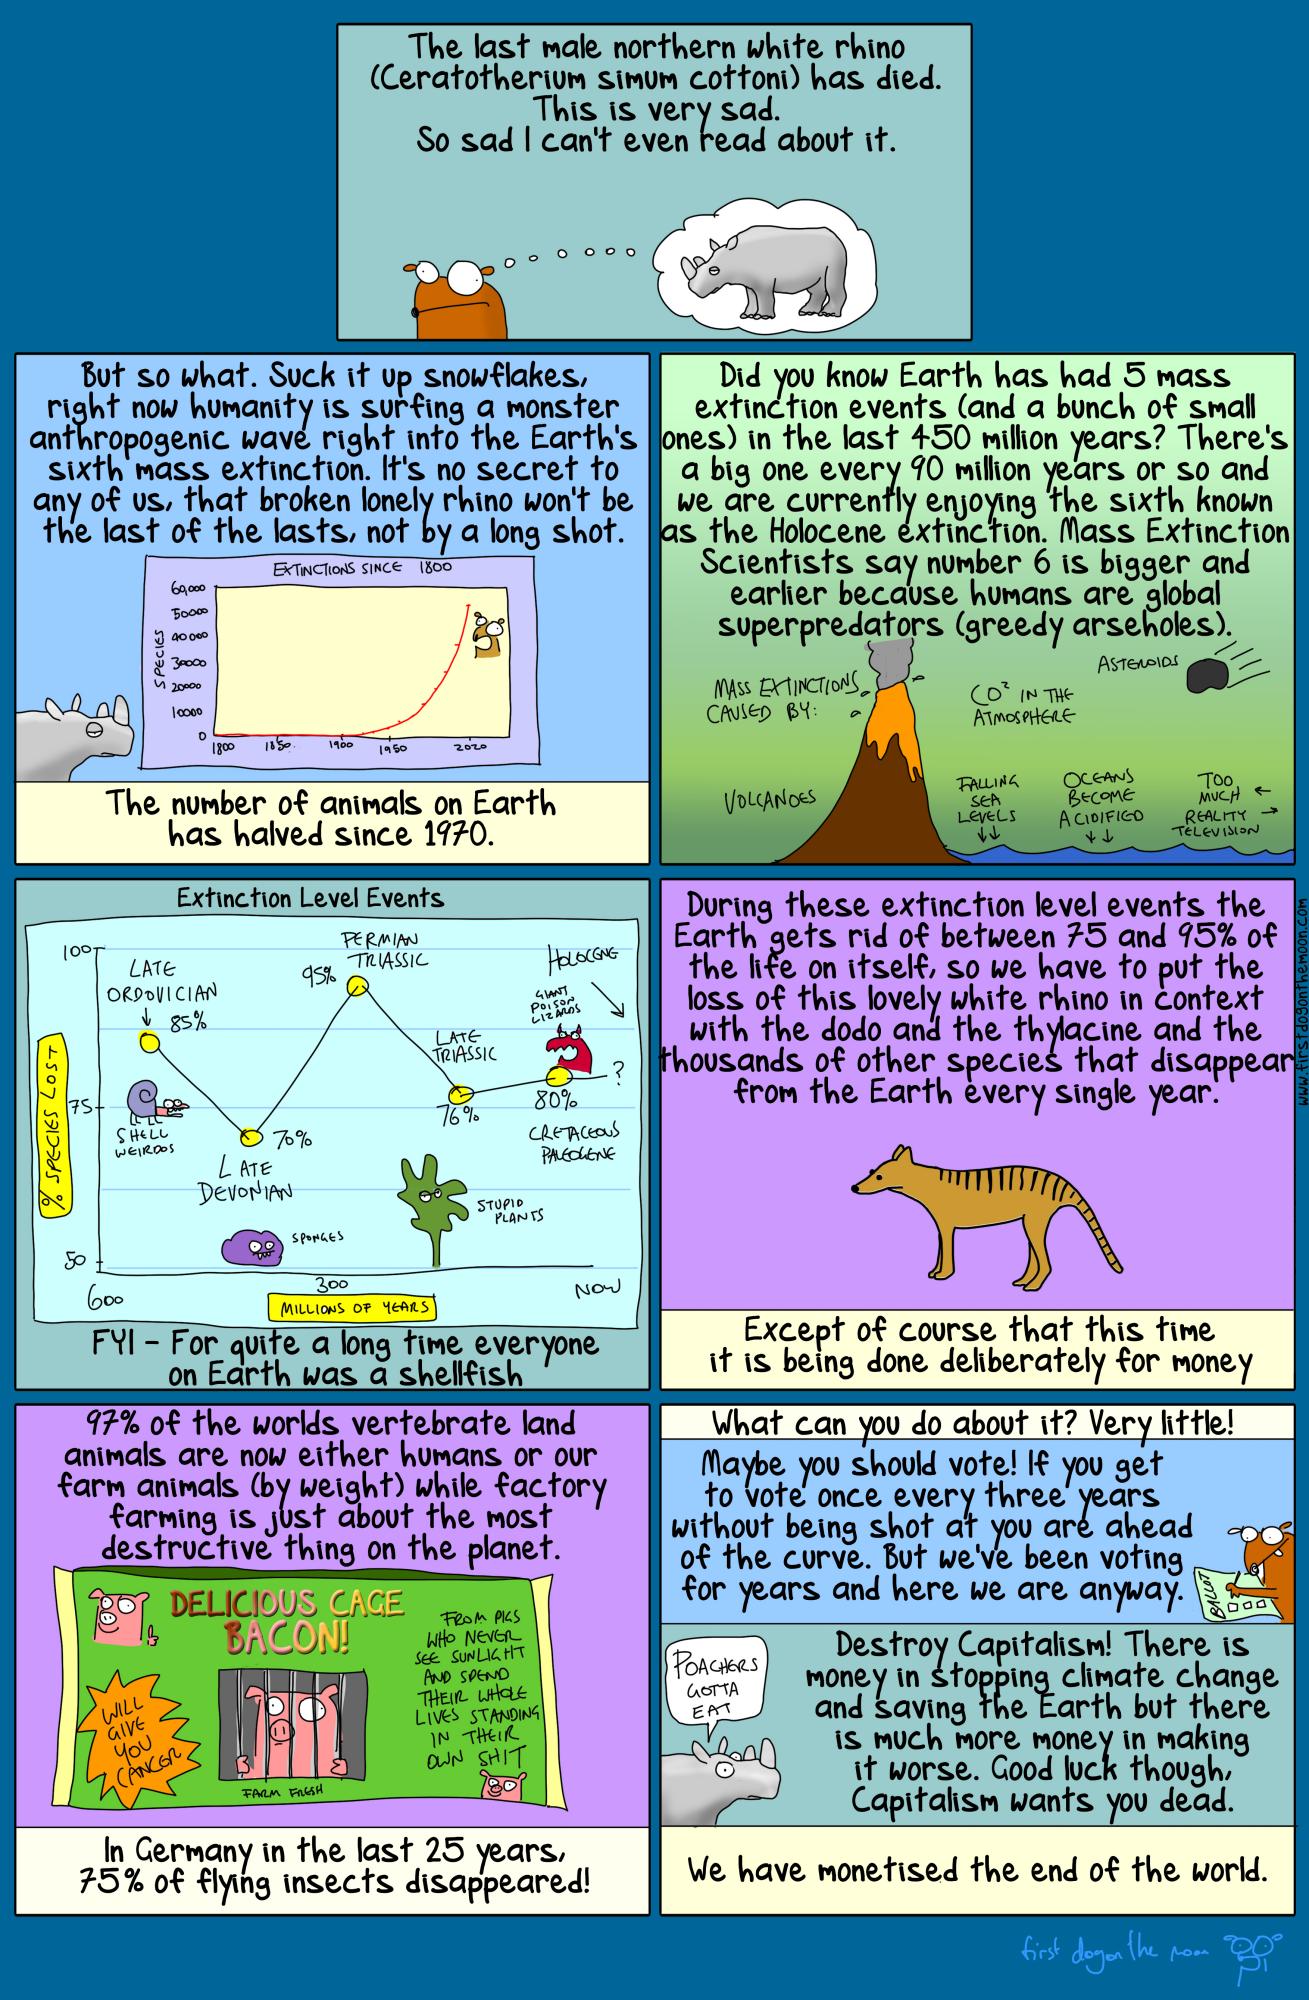 The last male northern white rhino
(Ceratotherium simum cottoni) has died.
This is very sad.
So sad I can't even read about it.
But so what. Suck it up snowflakes,
right now humanity is surfing a monster
anthropogenic wave right into the Earth's
sixth mass extinction. It's no secret to
any of us, that broken lonely rhino won't be
the last of the lasts, not by a long shot.
EXTINCTIONS SINCE 1800
SPECIES
60,000
50000
40000
30000
20000
10000
0
1800
1850.
1900
1950
2020
The number of animals on Earth
has halved since 1970.
Did you know Earth has had 5 mass
extinction events (and a bunch of small
ones) in the last 450 million years? There's
a big one every 90 million years or so and
we are currently enjoying the sixth known
as the Holocene extinction. Mass Extinction
Scientists say number 6 is bigger and
earlier because humans are global
superpredators (greedy arseholes).
MASS EXTINCTIONS
CAUSED BY:
VOLCANOES
CO² IN THE
ATMOSPHERE
ASTEROIDS
FALLING
SEA
LEVELS
OCEANS
BECOME
ACIDIFIED
TOO
MUCH
REALITY
TELEVISION
Extinction Level Events
% SPECIES LOST
100
75
50
LATE
ORDOVICIAN
85%
SHELL
WEIRDOS
70%
LATE
DEVONIAN
SPONGES
PERMIAN
TRIASSIC
95%
LATE
TRIASSIC
76%
STUPID
PLANTS
HOLOCENE
GIANT
POISON
LIZARDS
?
80%
CRETACEOUS
PALEOGENE
600
300
NOW
MILLIONS OF YEARS
FYI - For quite a long time everyone
on Earth was a shellfish
During these extinction level events the
Earth gets rid of between 75 and 95% of
the life on itself, so we have to put the
loss of this lovely white rhino in context
with the dodo and the thylacine and the
thousands of other species that disappear
from the Earth every single year.
www.firstdogonthemoon.com
Except of course that this time
it is being done deliberately for money
97% of the worlds vertebrate land
animals are now either humans or our
farm animals (by weight) while factory
farming is just about the most
destructive thing on the planet.
DELICIOUS CAGE
BACON!
WILL
GIVE
YOU
CANCER
FARM FRESH
FROM PIGS
WHO NEVER
SEE SUNLIGHT
AND SPEND
THEIR WHOLE
LIVES STANDING
IN THEIR
OWN SHIT
In Germany in the last 25 years,
75% of flying insects disappeared!
What can you do about it? Very little!
Maybe you should vote! If you get
to vote once every three years
without being shot at you are ahead
of the curve. But we've been voting
for years and here we are anyway.
BALLOT
POACHERS
GOTTA
EAT
Destroy Capitalism! There is
money in stopping climate change
and saving the Earth but there
is much more money in making
it worse. Good luck though,
Capitalism wants you dead.
We have monetised the end of the world.
first dog on the moon